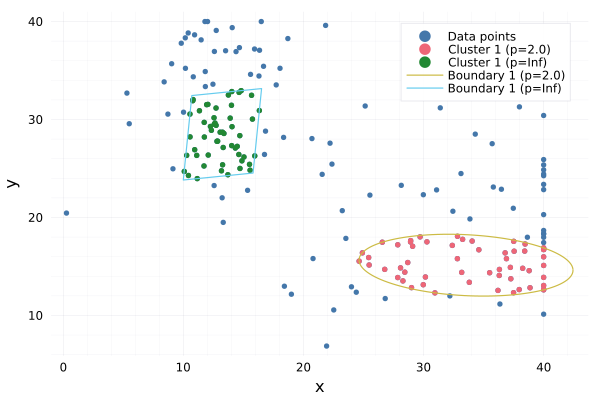 40
30
20
10
0
10
20
30
40
x
y
Data points
Cluster 1 (p=2.0)
Cluster 1 (p=Inf)
Boundary 1 (p=2.0)
Boundary 1 (p=Inf)